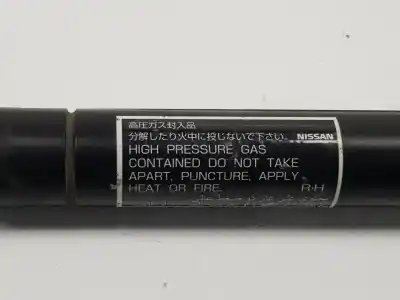 高圧ガス封入品
分解したり火中に投じないで下さい。 NISSAN
HIGH PRESSURE GAS
CONTAINED DO NOT TAKE
APART, PUNCTURE, APPLY
HEAT OR FIRE. R·H